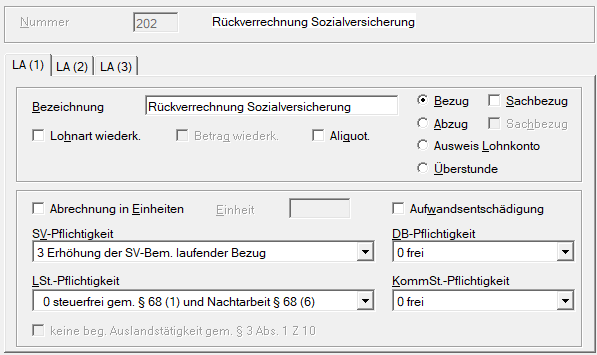 Nummer 202 Rückverrechnung Sozialversicherung
LA (1) LA (2) LA (3)
Bezeichnung Rückverrechnung Sozialversicherung
Bezug Sachbezug
Lohnart wiederk. Betrag wiederk. Aliquot.
Abzug Sachbezug
Ausweis Lohnkonto
Überstunde
Abrechnung in Einheiten Einheit Aufwandsentschädigung
SV-Pflichtigkeit DB-Pflichtigkeit
3 Erhöhung der SV-Bem. laufender Bezug 0 frei
LSt.-Pflichtigkeit KommSt.-Pflichtigkeit
0 steuerfrei gem. § 68 (1) und Nachtarbeit § 68 (6) 0 frei
keine beg. Auslandstätigkeit gem. § 3 Abs. 1 Z 10